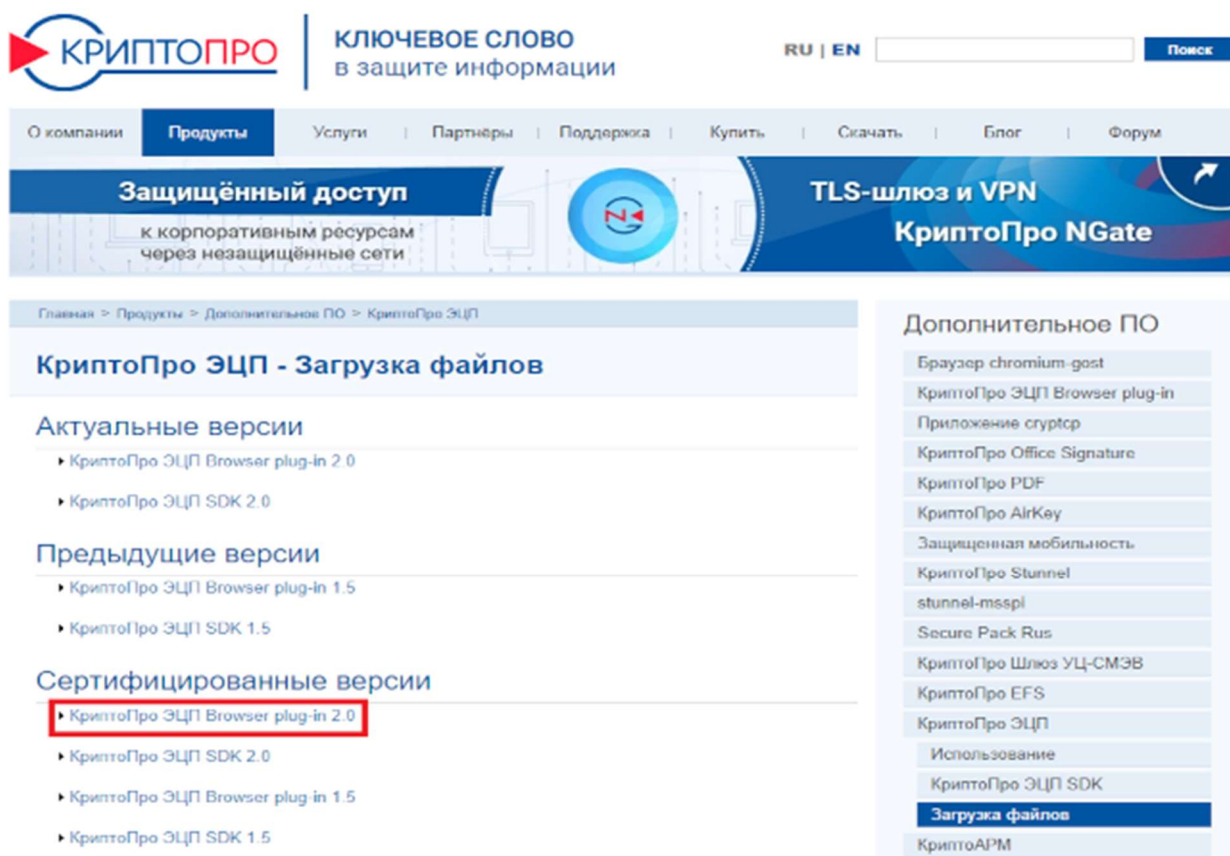 КРИПТОПРО
КЛЮЧЕВОЕ СЛОВО
в защите информации
RU | EN
Поиск
О компании
Продукты
Услуги
Партнёры
Поддержка
Купить
Скачать
Блог
Форум
Защищённый доступ
к корпоративным ресурсам
через незащищённые сети
TLS-шлюз и VPN
КриптоПро NGate
Главная > Продукты > Дополнительное ПО > КриптоПро ЭЦП
КриптоПро ЭЦП - Загрузка файлов
Актуальные версии
КриптоПро ЭЦП Browser plug-in 2.0
КриптоПро ЭЦП SDK 2.0
Предыдущие версии
КриптоПро ЭЦП Browser plug-in 1.5
КриптоПро ЭЦП SDK 1.5
Сертифицированные версии
КриптоПро ЭЦП Browser plug-in 2.0
КриптоПро ЭЦП SDK 2.0
КриптоПро ЭЦП Browser plug-in 1.5
КриптоПро ЭЦП SDK 1.5
Дополнительное ПО
Браузер chromium-gost
КриптоПро ЭЦП Browser plug-in
Приложение cryptcp
КриптоПро Office Signature
КриптоПро PDF
КриптоПро AirKey
Защищенная мобильность
КриптоПро Stunnel
stunnel-msspi
Secure Pack Rus
КриптоПро Шлюз УЦ-СМЭВ
КриптоПро EFS
КриптоПро ЭЦП
Использование
КриптоПро ЭЦП SDK
Загрузка файлов
КриптоАРМ